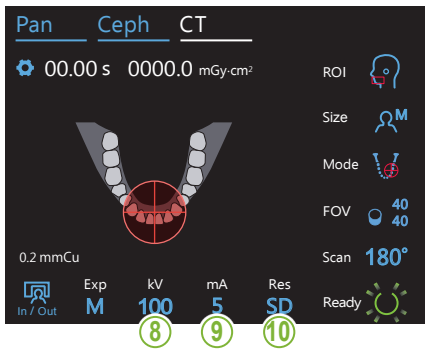 Pan Ceph CT
00.00 s 0000.0 mGy·cm²
ROI
Size M
Mode
FOV 40
40
0.2 mmCu
Scan 180°
Exp kV mA Res
M 100 5 SD
In / Out
Ready
8 9 10